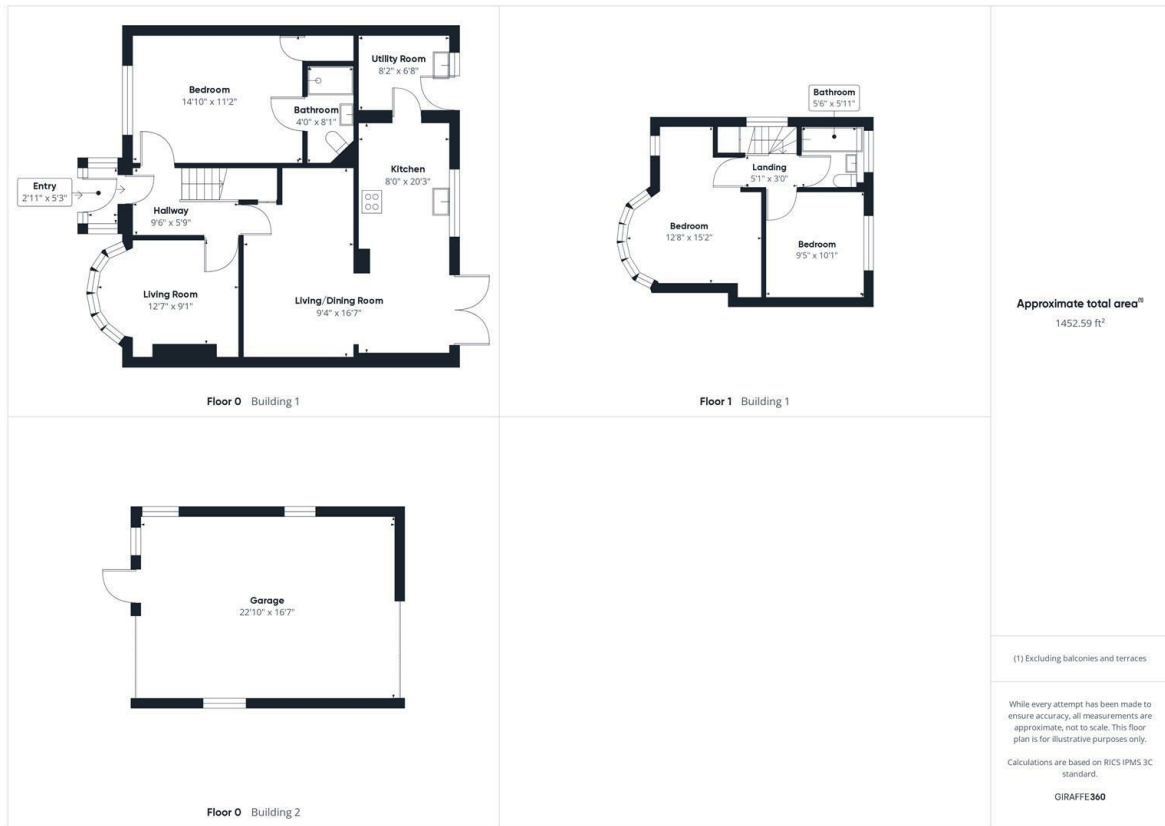 Utility Room
8'2" x 6'8"
Bedroom
14'10" x 11'2"
Bathroom
4'0" x 8'1"
Kitchen
8'0" x 20'3"
Entry
2'11" x 5'3"
Hallway
9'6" x 5'9"
Living Room
12'7" x 9'1"
Living/Dining Room
9'4" x 16'7"
Floor 0 Building 1
Bathroom
5'6" x 5'11"
Landing
5'1" x 3'0"
Bedroom
12'8" x 15'2"
Bedroom
9'5" x 10'1"
Floor 1 Building 1
Garage
22'10" x 16'7"
Floor 0 Building 2
Approximate total area(1)
1452.59 ft²
(1) Excluding balconies and terraces
While every attempt has been made to
ensure accuracy, all measurements are
approximate, not to scale. This floor
plan is for illustrative purposes only.
Calculations are based on RICS IPMS 3C
standard.
GIRAFFE360